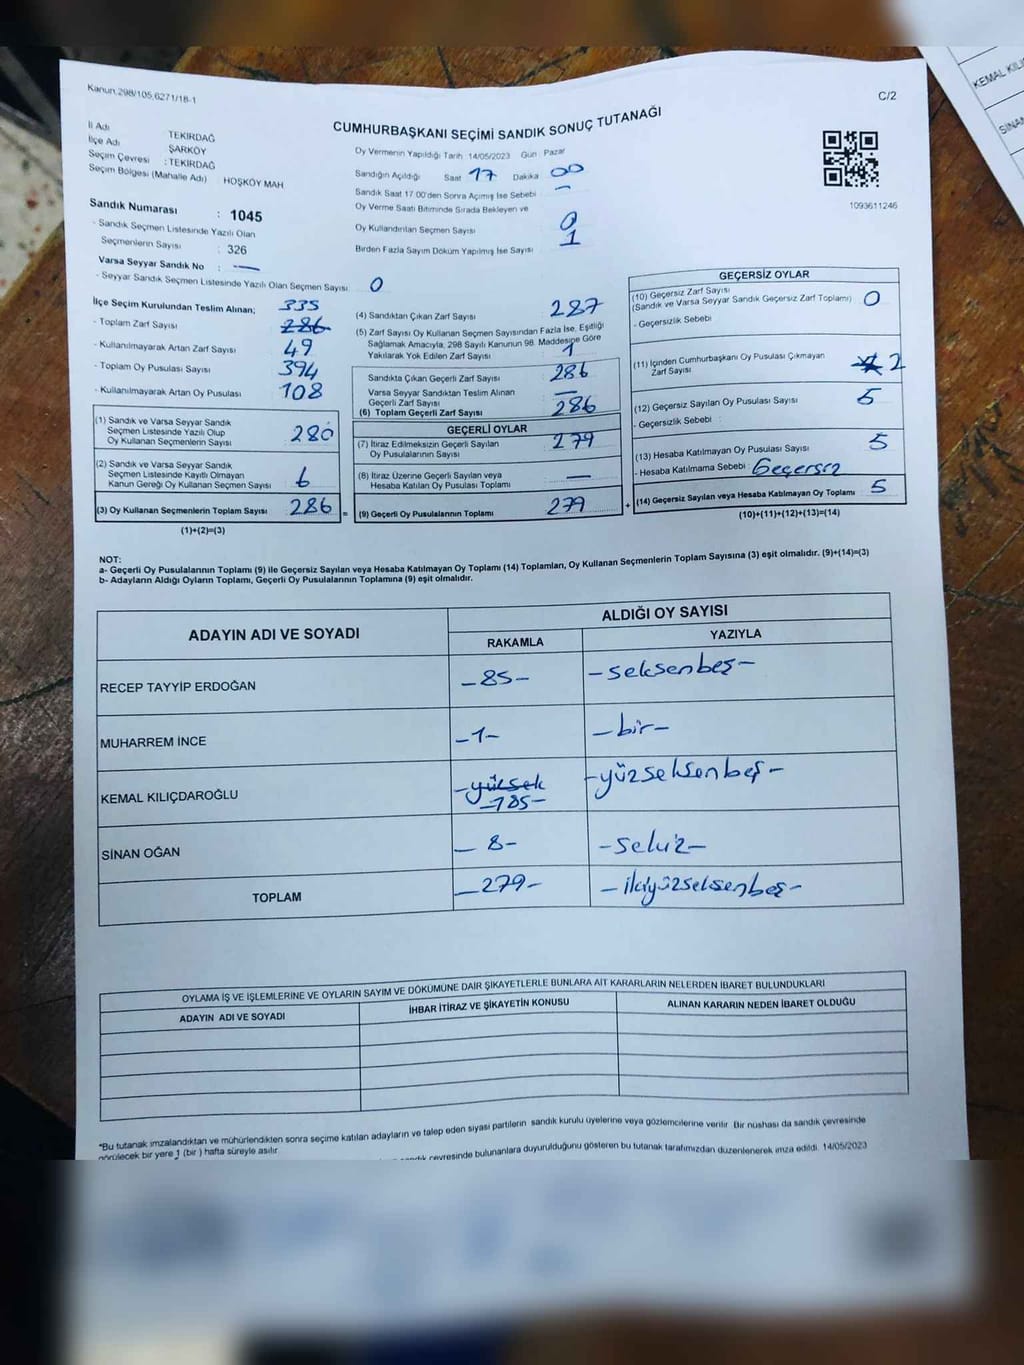 Kanun 298/105,6271/18-1
C/2
CUMHURBAŞKANI SEÇİMİ SANDIK SONUÇ TUTANAĞI
İl Adı TEKİRDAĞ
İlçe Adı ŞARKÖY
Seçim Çevresi : TEKİRDAĞ
Seçim Bölgesi (Mahalle Adı) HOŞKÖY MAH
Sandık Numarası : 1045
- Sandık Seçmen Listesinde Yazılı Olan
Seçmenlerin Sayısı : 326
Varsa Seyyar Sandık No : —
- Seyyar Sandık Seçmen Listesinde Yazılı Olan Seçmen Sayısı 0
Oy Vermenin Yapıldığı Tarih 14/05/2023 Gün Pazar
Sandığın Açıldığı Saat 17 Dakika 00
Sandık Saat 17:00'den Sonra Açımış İse Sebebi —
Oy Verme Saati Bitiminde Sırada Bekleyen ve
Oy Kullandırılan Seçmen Sayısı 0
Birden Fazla Sayım Döküm Yapılmış İse Sayısı 1
1093611246
İlçe Seçim Kurulundan Teslim Alınan; 335
- Toplam Zarf Sayısı 286
- Kullanılmayarak Artan Zarf Sayısı 49
- Toplam Oy Pusulası Sayısı 394
- Kullanılmayarak Artan Oy Pusulası 108
(1) Sandık ve Varsa Seyyar Sandık
Seçmen Listesinde Yazılı Olup
Oy Kullanan Seçmenlerin Sayısı 280
(2) Sandık ve Varsa Seyyar Sandık
Seçmen Listesinde Kayıtlı Olmayan
Kanun Gereği Oy Kullanan Seçmen Sayısı 6
(3) Oy Kullanan Seçmenlerin Toplam Sayısı 286 =
(1)+(2)=(3)
(4) Sandıktan Çıkan Zarf Sayısı 287
(5) Zarf Sayısı Oy Kullanan Seçmen Sayısından Fazla İse, Eşitliği
Sağlamak Amacıyla, 298 Sayılı Kanunun 98. Maddesine Göre
Yakılarak Yok Edilen Zarf Sayısı 1
Sandıkta Çıkan Geçerli Zarf Sayısı 286
Varsa Seyyar Sandıktan Teslim Alınan
Geçerli Zarf Sayısı —
(6) Toplam Geçerli Zarf Sayısı 286
GEÇERLİ OYLAR
(7) İtiraz Edilmeksizin Geçerli Sayılan
Oy Pusulalarının Sayısı 279
(8) İtiraz Üzerine Geçerli Sayılan veya
Hesaba Katılan Oy Pusulası Toplamı —
(9) Geçerli Oy Pusulalarının Toplamı 279 +
GEÇERSİZ OYLAR
(10) Geçersiz Zarf Sayısı
(Sandık ve Varsa Seyyar Sandık Geçersiz Zarf Toplamı) 0
- Geçersizlik Sebebi
(11) İçinden Cumhurbaşkanı Oy Pusulası Çıkmayan
Zarf Sayısı 2
(12) Geçersiz Sayılan Oy Pusulası Sayısı 5
- Geçersizlik Sebebi :
(13) Hesaba Katılmayan Oy Pusulası Sayısı 5
- Hesaba Katılmama Sebebi Geçersiz
(14) Geçersiz Sayılan veya Hesaba Katılmayan Oy Toplamı 5
(10)+(11)+(12)+(13)=(14)
NOT:
a- Geçerli Oy Pusulalarının Toplamı (9) ile Geçersiz Sayılan veya Hesaba Katılmayan Oy Toplamı (14) Toplamları, Oy Kullanan Seçmenlerin Toplam Sayısına (3) eşit olmalıdır. (9)+(14)=(3)
b- Adayların Aldığı Oyların Toplamı, Geçerli Oy Pusulalarının Toplamına (9) eşit olmalıdır.
ADAYIN ADI VE SOYADI
ALDIĞI OY SAYISI
RAKAMLA YAZIYLA
RECEP TAYYİP ERDOĞAN -85- -seksenbeş-
MUHARREM İNCE -1- -bir-
KEMAL KILIÇDAROĞLU -yüksek -yüzseksenbeş-
-185-
SİNAN OĞAN -8- -sekiz-
TOPLAM -279- -ikiyüzseksenbeş-
OYLAMA İŞ VE İŞLEMLERİNE VE OYLARIN SAYIM VE DÖKÜMÜNE DAİR ŞİKAYETLERLE BUNLARA AİT KARARLARIN NELERDEN İBARET BULUNDUKLARI
ADAYIN ADI VE SOYADI İHBAR İTİRAZ VE ŞİKAYETİN KONUSU ALINAN KARARIN NEDEN İBARET OLDUĞU
*Bu tutanak imzalandıktan ve mühürlendikten sonra seçime katılan adayların ve talep eden siyasi partilerin sandık kurulu üyelerine veya gözlemcilerine verilir. Bir nüshası da sandık çevresinde
görülecek bir yere 1 (bir) hafta süreyle asılır.
sandık çevresinde bulunanlara duyurulduğunu gösteren bu tutanak tarafımızdan düzenlenerek imza edildi. 14/05/2023
KEMAL KILI
SİNAN